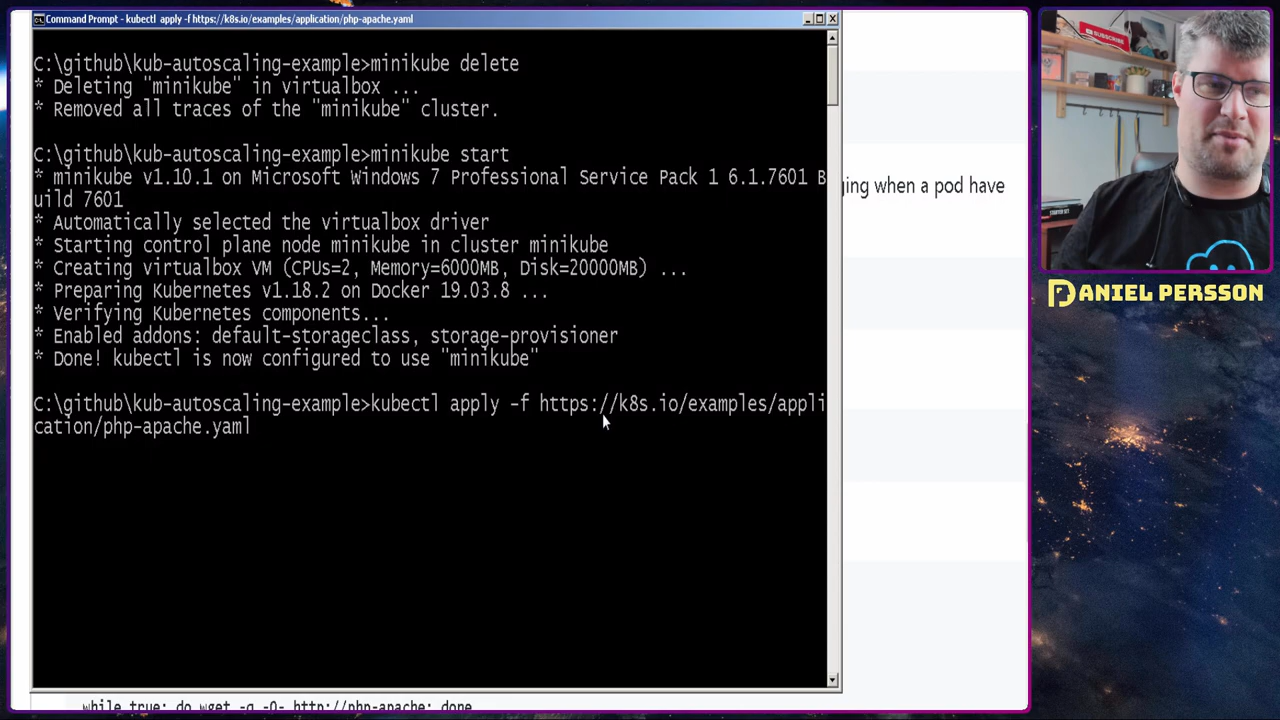 Command Prompt - kubectl apply -f https://k8s.io/examples/application/php-apache.yaml
C:\github\kub-autoscaling-example>minikube delete
* Deleting "minikube" in virtualbox ...
* Removed all traces of the "minikube" cluster.
C:\github\kub-autoscaling-example>minikube start
* minikube v1.10.1 on Microsoft Windows 7 Professional Service Pack 1 6.1.7601 B
uild 7601
* Automatically selected the virtualbox driver
* Starting control plane node minikube in cluster minikube
* Creating virtualbox VM (CPUs=2, Memory=6000MB, Disk=20000MB) ...
* Preparing Kubernetes v1.18.2 on Docker 19.03.8 ...
* Verifying Kubernetes components...
* Enabled addons: default-storageclass, storage-provisioner
* Done! kubectl is now configured to use "minikube"
C:\github\kub-autoscaling-example>kubectl apply -f https://k8s.io/examples/appli
cation/php-apache.yaml
ging when a pod have
while true; do wget -q -O- http://php-apache; done
SUBSCRIBE
DANIEL PERSSON